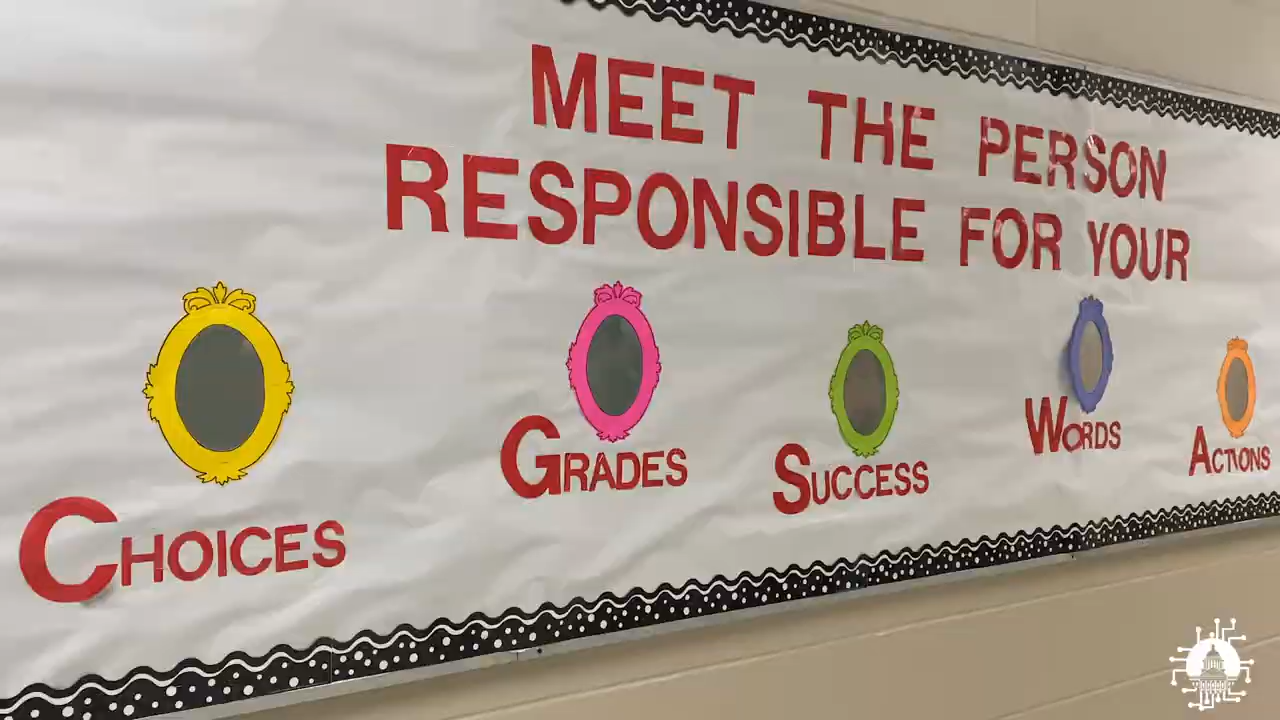 MEET THE PERSON
RESPONSIBLE FOR YOUR
CHOICES
GRADES
SUCCESS
WORDS
ACTIONS